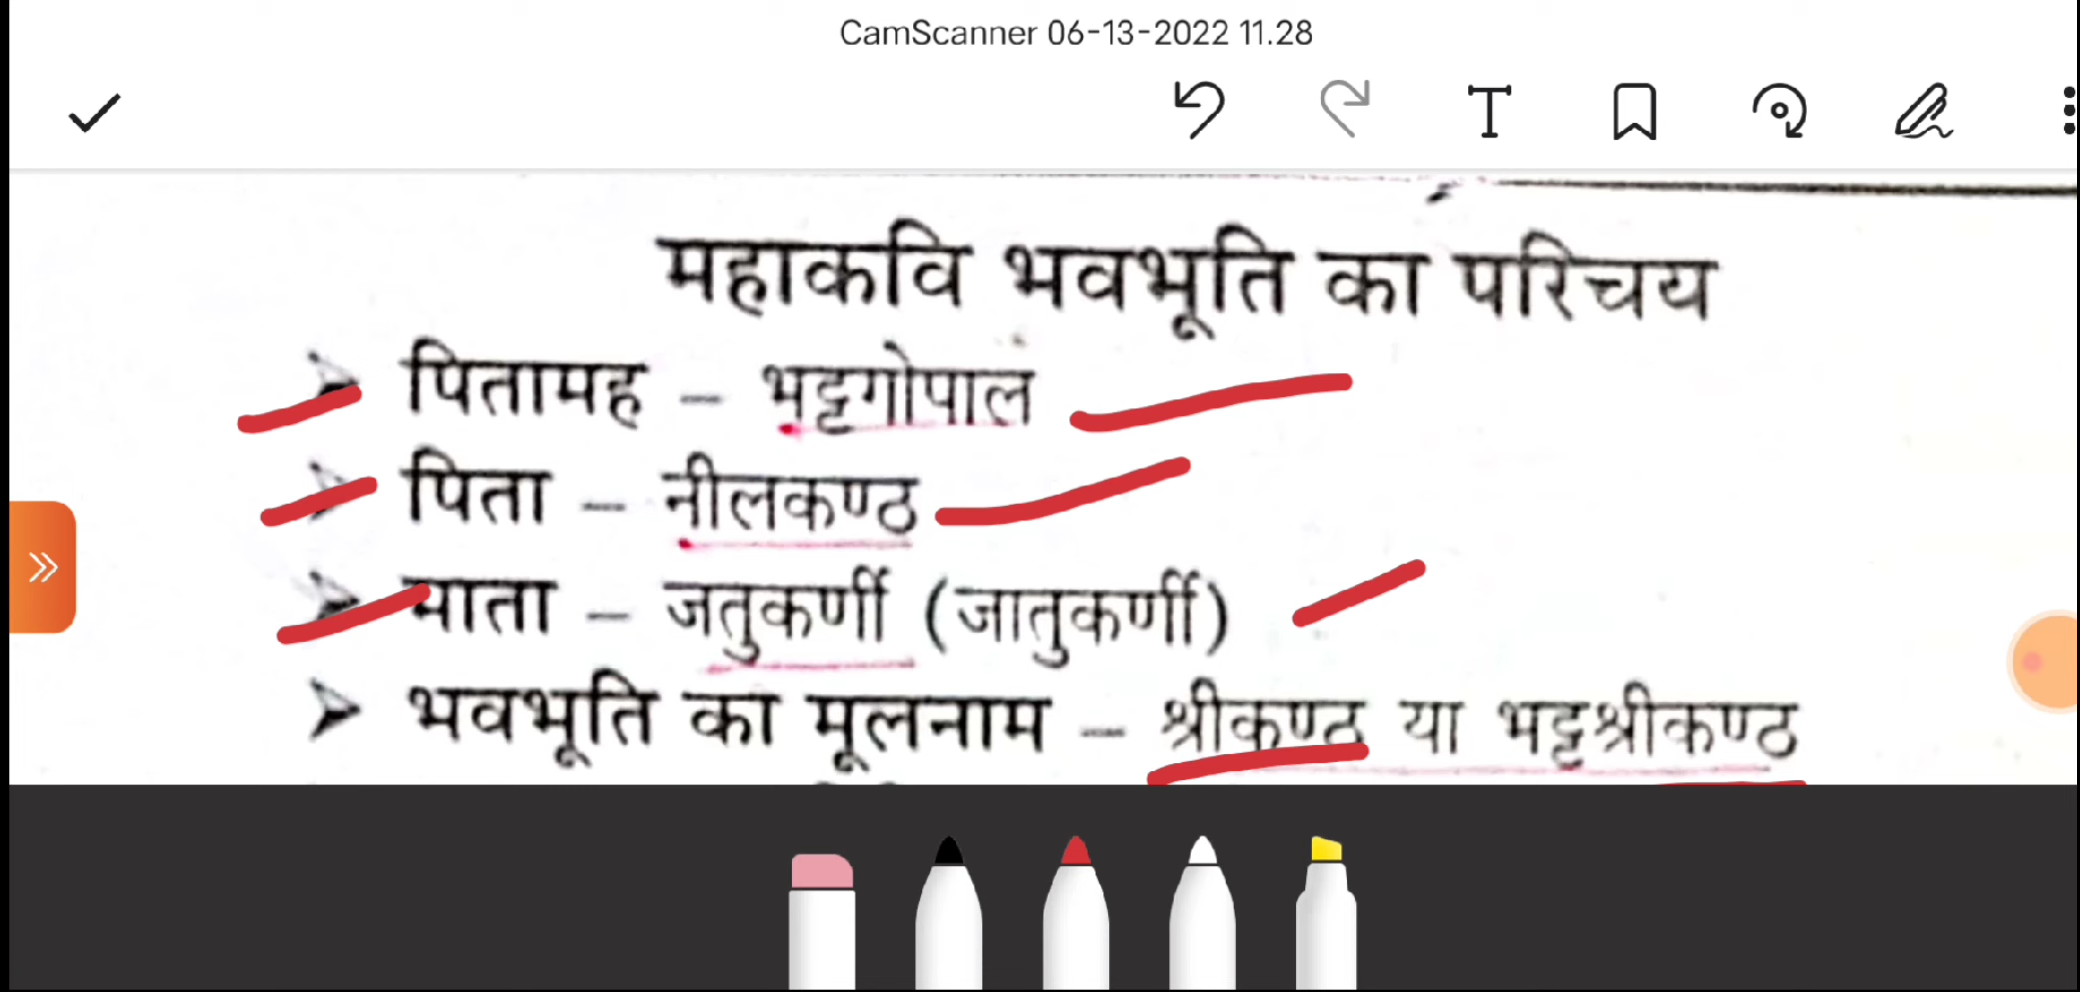 CamScanner 06-13-2022 11.28
महाकवि भवभूति का परिचय
➤ पितामह – भट्टगोपाल
➤ पिता – नीलकण्ठ
➤ माता – जतुकर्णी (जातुकर्णी)
➤ भवभूति का मूलनाम – श्रीकण्ठ या भट्टश्रीकण्ठ